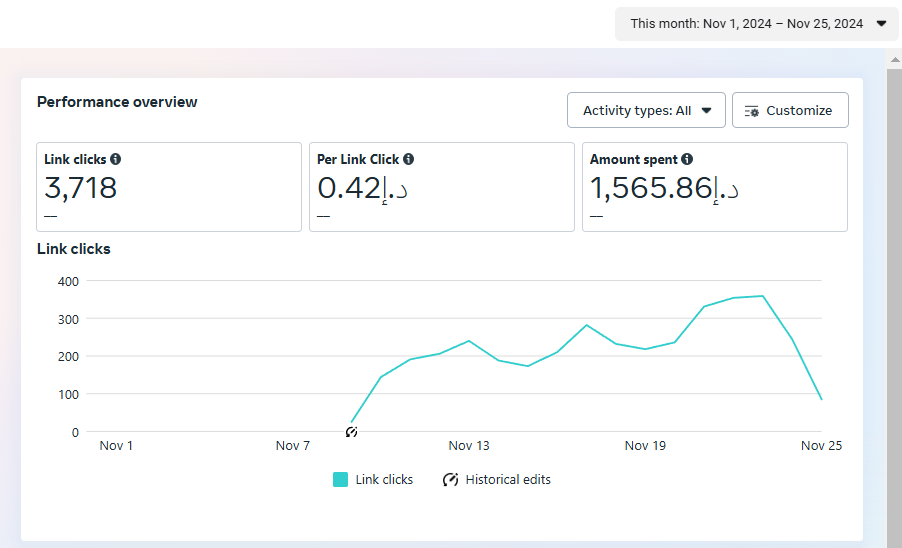 This month: Nov 1, 2024 – Nov 25, 2024
Performance overview
Activity types: All
Customize
Link clicks
3,718
—
Per Link Click
0.42د.إ
—
Amount spent
1,565.86د.إ
—
Link clicks
400
300
200
100
0
Nov 1
Nov 7
Nov 13
Nov 19
Nov 25
Link clicks
Historical edits